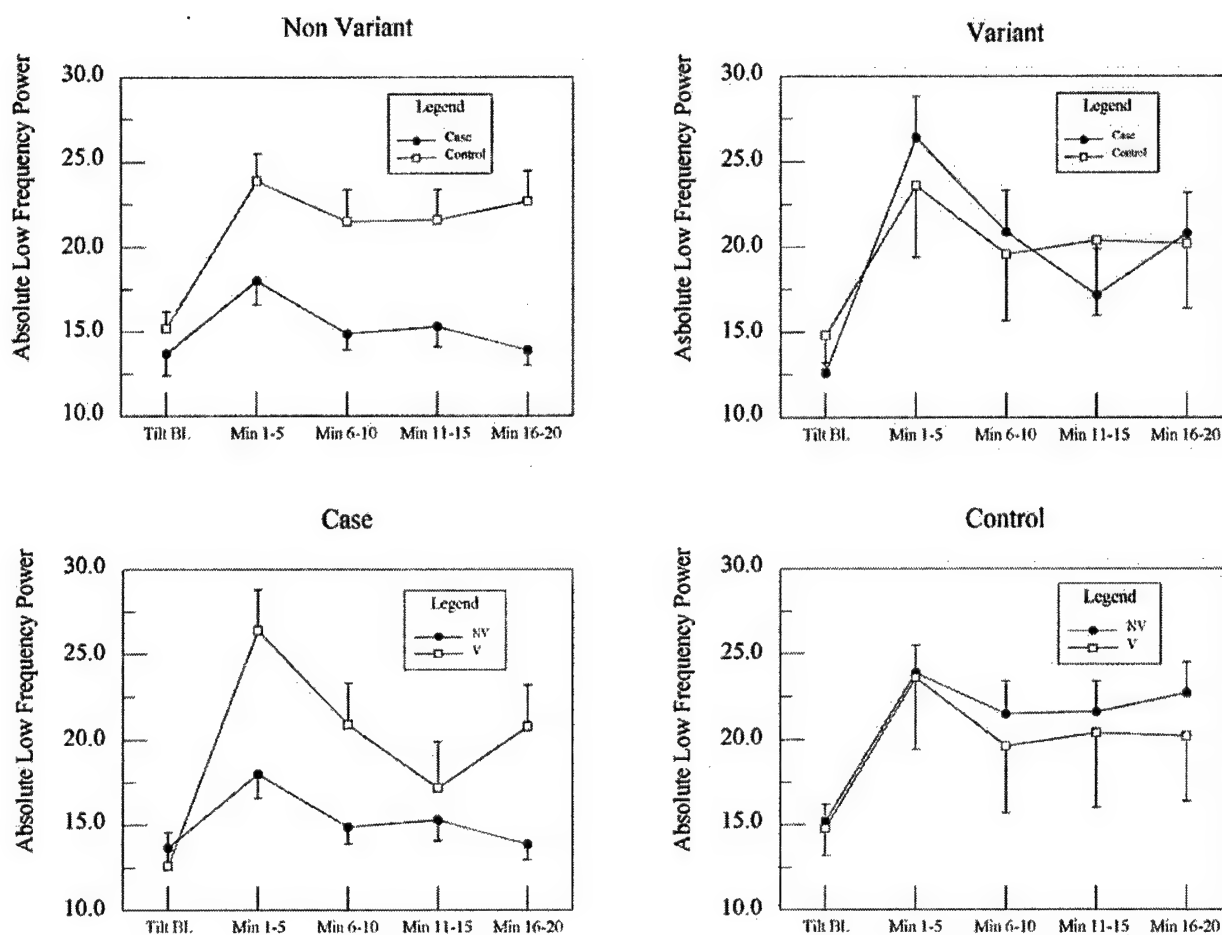 Non Variant
Absolute Low Frequency Power
30.0
25.0
20.0
15.0
10.0
Legend
Case
Control
Tilt BL Min 1-5 Min 6-10 Min 11-15 Min 16-20
Variant
Asbolute Low Frequency Power
30.0
25.0
20.0
15.0
10.0
Legend
Case
Control
Tilt BL Min 1-5 Min 6-10 Min 11-15 Min 16-20
Case
Absolute Low Frequency Power
30.0
25.0
20.0
15.0
10.0
Legend
NV
V
Tilt BL Min 1-5 Min 6-10 Min 11-15 Min 16-20
Control
Absolute Low Frequency Power
30.0
25.0
20.0
15.0
10.0
Legend
NV
V
Tilt BL Min 1-5 Min 6-10 Min 11-15 Min 16-20